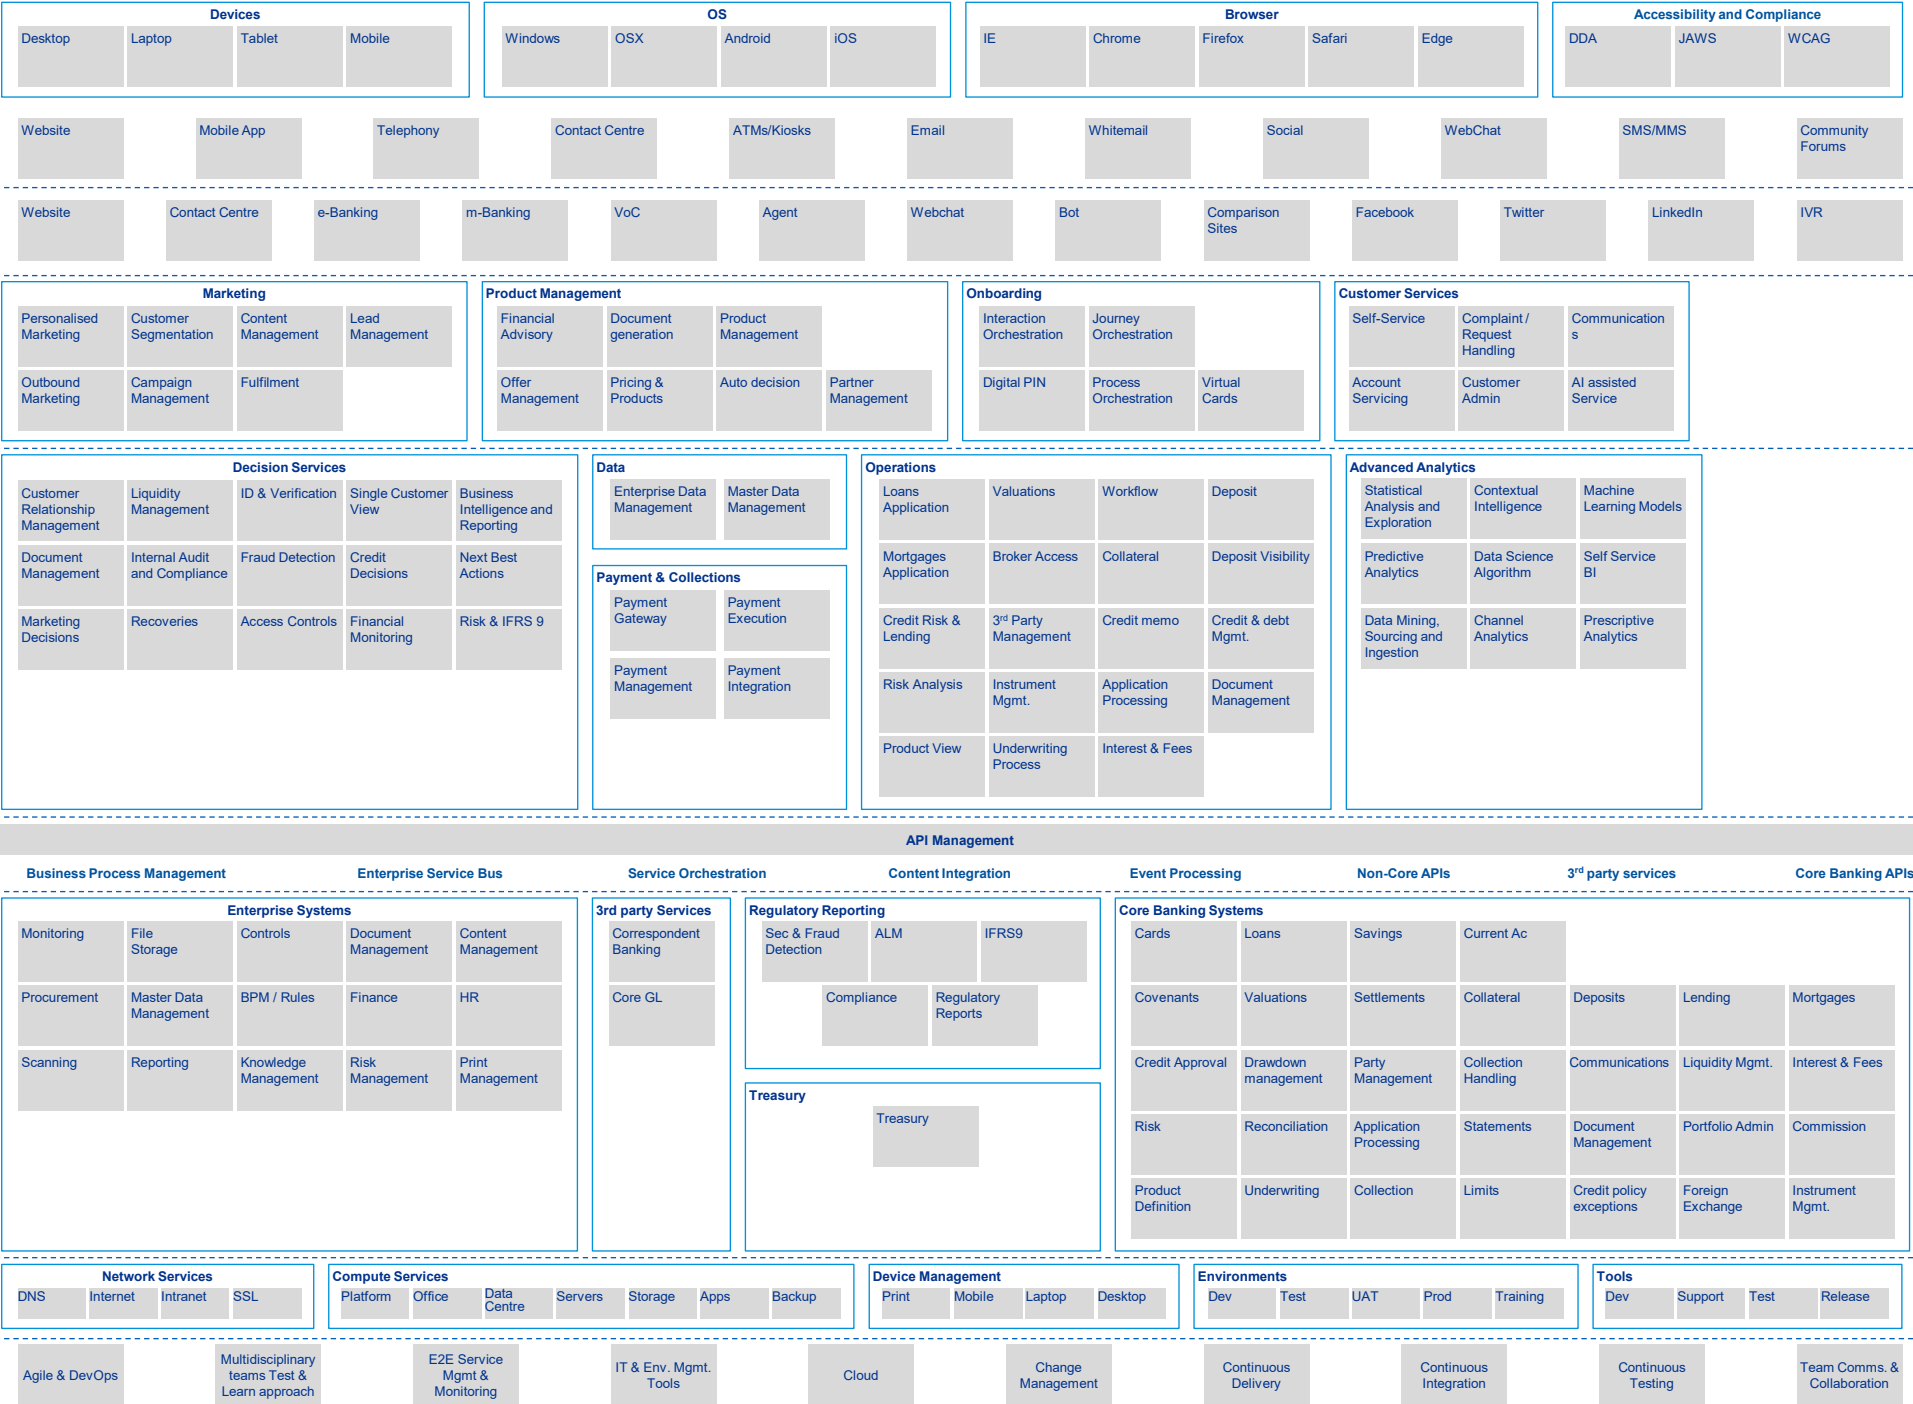 Devices
OS
Browser
Accessibility and Compliance
Desktop
Laptop
Tablet
Mobile
Windows
OSX
Android
iOS
IE
Chrome
Firefox
Safari
Edge
DDA
JAWS
WCAG
Website
Mobile App
Telephony
Contact Centre
ATMs/Kiosks
Email
Whitemail
Social
WebChat
SMS/MMS
Community
Forums
Website
Contact Centre
e-Banking
m-Banking
VoC
Agent
Webchat
Bot
Comparison
Sites
Facebook
Twitter
LinkedIn
IVR
Marketing
Personalised
Marketing
Customer
Segmentation
Content
Management
Lead
Management
Outbound
Marketing
Campaign
Management
Fulfilment
Product Management
Financial
Advisory
Document
generation
Product
Management
Offer
Management
Pricing &
Products
Auto decision
Partner
Management
Onboarding
Interaction
Orchestration
Journey
Orchestration
Digital PIN
Process
Orchestration
Virtual
Cards
Customer Services
Self-Service
Complaint /
Request
Handling
Communication
s
Account
Servicing
Customer
Admin
AI assisted
Service
Decision Services
Customer
Relationship
Management
Liquidity
Management
ID & Verification
Single Customer
View
Business
Intelligence and
Reporting
Document
Management
Internal Audit
and Compliance
Fraud Detection
Credit
Decisions
Next Best
Actions
Marketing
Decisions
Recoveries
Access Controls
Financial
Monitoring
Risk & IFRS 9
Data
Enterprise Data
Management
Master Data
Management
Payment & Collections
Payment
Gateway
Payment
Execution
Payment
Management
Payment
Integration
Operations
Loans
Application
Valuations
Workflow
Deposit
Mortgages
Application
Broker Access
Collateral
Deposit Visibility
Credit Risk &
Lending
3rd Party
Management
Credit memo
Credit & debt
Mgmt.
Risk Analysis
Instrument
Mgmt.
Application
Processing
Document
Management
Product View
Underwriting
Process
Interest & Fees
Advanced Analytics
Statistical
Analysis and
Exploration
Contextual
Intelligence
Machine
Learning Models
Predictive
Analytics
Data Science
Algorithm
Self Service
BI
Data Mining,
Sourcing and
Ingestion
Channel
Analytics
Prescriptive
Analytics
API Management
Business Process Management
Enterprise Service Bus
Service Orchestration
Content Integration
Event Processing
Non-Core APIs
3rd party services
Core Banking APIs
Enterprise Systems
Monitoring
File
Storage
Controls
Document
Management
Content
Management
Procurement
Master Data
Management
BPM / Rules
Finance
HR
Scanning
Reporting
Knowledge
Management
Risk
Management
Print
Management
3rd party Services
Correspondent
Banking
Core GL
Regulatory Reporting
Sec & Fraud
Detection
ALM
IFRS9
Compliance
Regulatory
Reports
Treasury
Treasury
Core Banking Systems
Cards
Loans
Savings
Current Ac
Covenants
Valuations
Settlements
Collateral
Deposits
Lending
Mortgages
Credit Approval
Drawdown
management
Party
Management
Collection
Handling
Communications
Liquidity Mgmt.
Interest & Fees
Risk
Reconciliation
Application
Processing
Statements
Document
Management
Portfolio Admin
Commission
Product
Definition
Underwriting
Collection
Limits
Credit policy
exceptions
Foreign
Exchange
Instrument
Mgmt.
Network Services
DNS
Internet
Intranet
SSL
Compute Services
Platform
Office
Data
Centre
Servers
Storage
Apps
Backup
Device Management
Print
Mobile
Laptop
Desktop
Environments
Dev
Test
UAT
Prod
Training
Tools
Dev
Support
Test
Release
Agile & DevOps
Multidisciplinary
teams Test &
Learn approach
E2E Service
Mgmt &
Monitoring
IT & Env. Mgmt.
Tools
Cloud
Change
Management
Continuous
Delivery
Continuous
Integration
Continuous
Testing
Team Comms. &
Collaboration